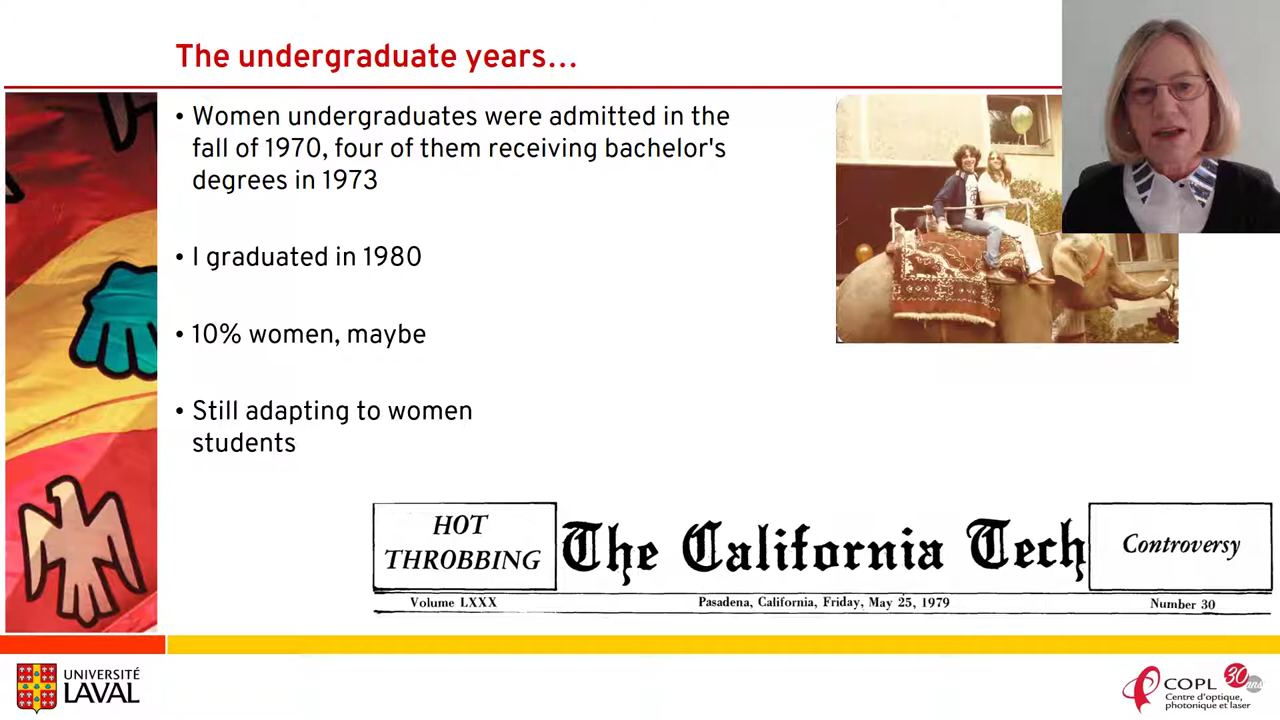 The undergraduate years...
• Women undergraduates were admitted in the
fall of 1970, four of them receiving bachelor's
degrees in 1973
• I graduated in 1980
• 10% women, maybe
• Still adapting to women
students
HOT
THROBBING
The California Tech
Controversy
Volume LXXX
Pasadena, California, Friday, May 25, 1979
Number 30
UNIVERSITÉ
LAVAL
COPL
30 ans
Centre d'optique,
photonique et laser